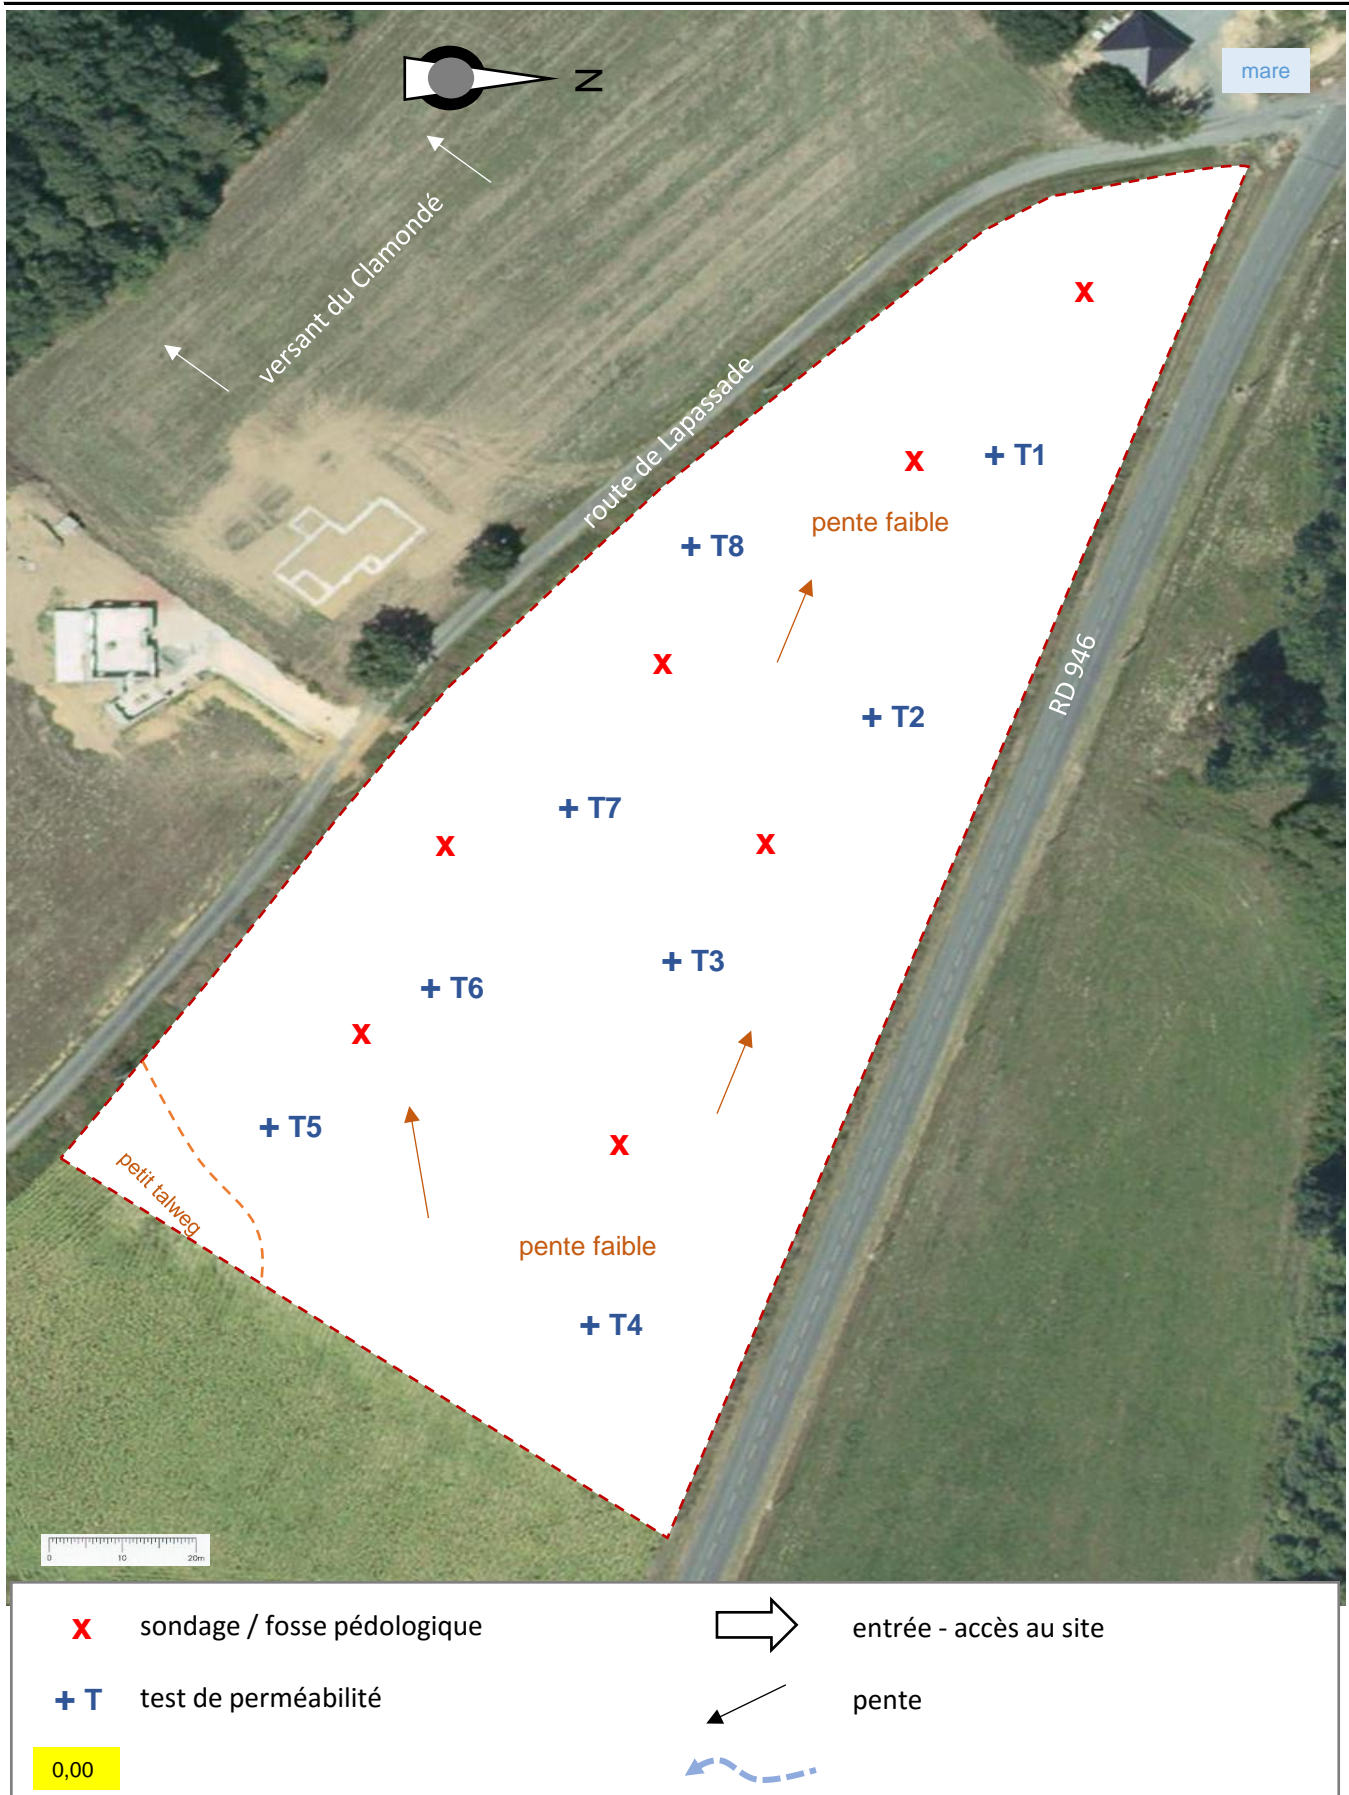 mare
N
versant du Clamondé
route de Lapassade
x
x
+ T1
pente faible
+ T8
x
RD 946
+ T2
+ T7
x
x
+ T3
+ T6
x
+ T5
x
petit talweg
pente faible
+ T4
0 10 20m
x sondage / fosse pédologique
entrée - accès au site
+ T test de perméabilité
pente
0,00